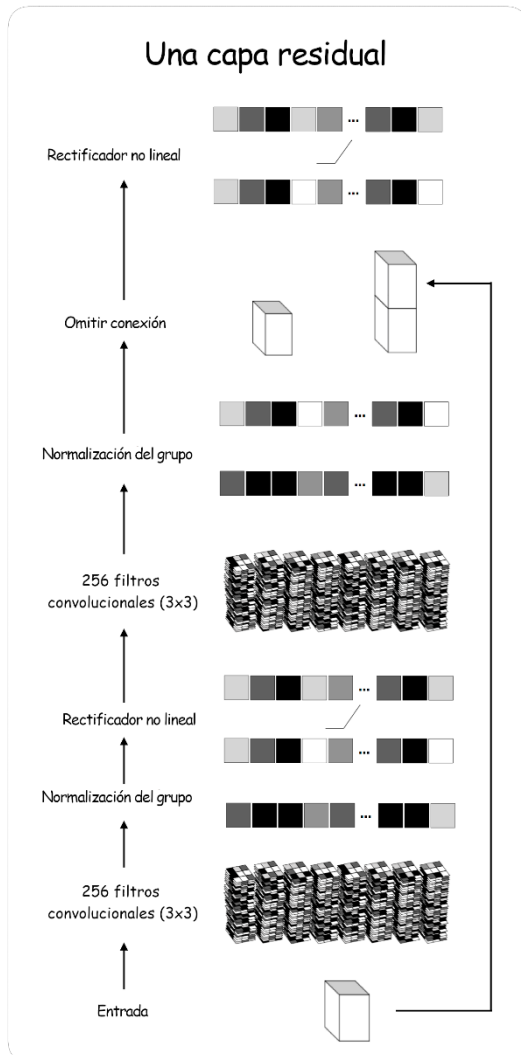 Una capa residual
...
Rectificador no lineal
...
Omitir conexión
...
Normalización del grupo
...
256 filtros
convolucionales (3x3)
...
Rectificador no lineal
...
Normalización del grupo
...
256 filtros
convolucionales (3x3)
Entrada